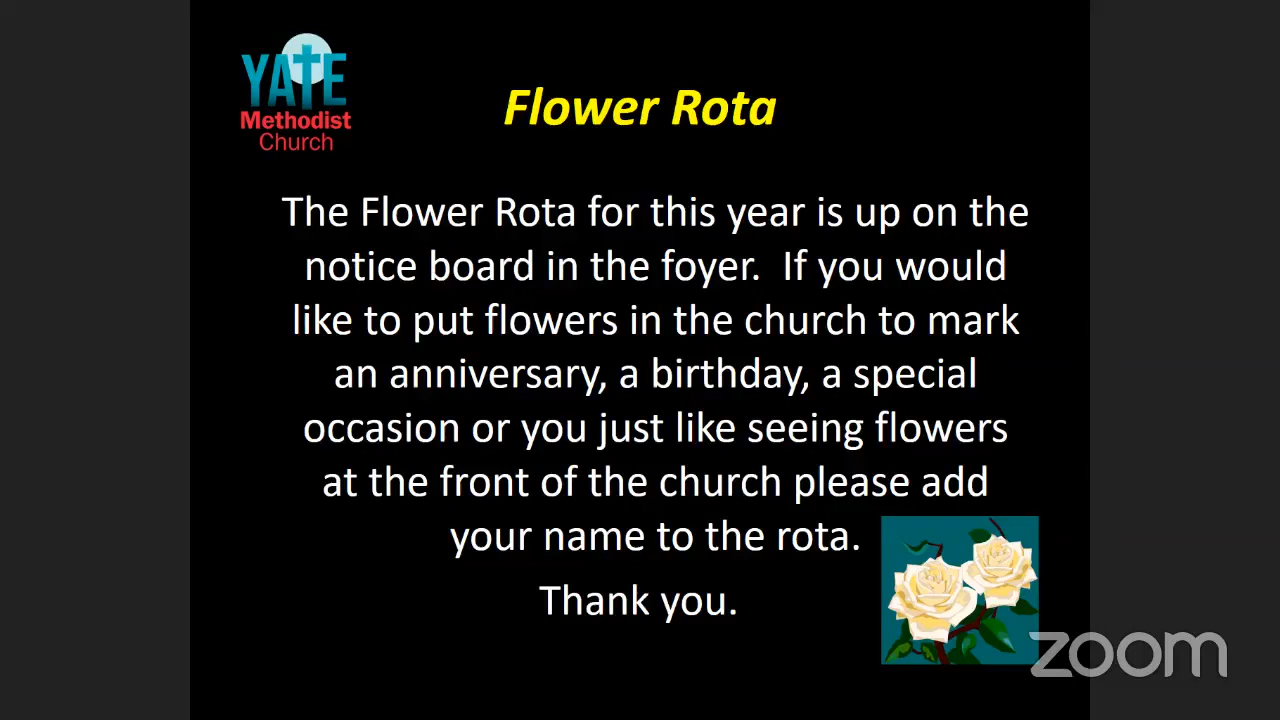 YATE
Methodist
Church
Flower Rota
The Flower Rota for this year is up on the
notice board in the foyer.  If you would
like to put flowers in the church to mark
an anniversary, a birthday, a special
occasion or you just like seeing flowers
at the front of the church please add
your name to the rota.
Thank you.
zoom